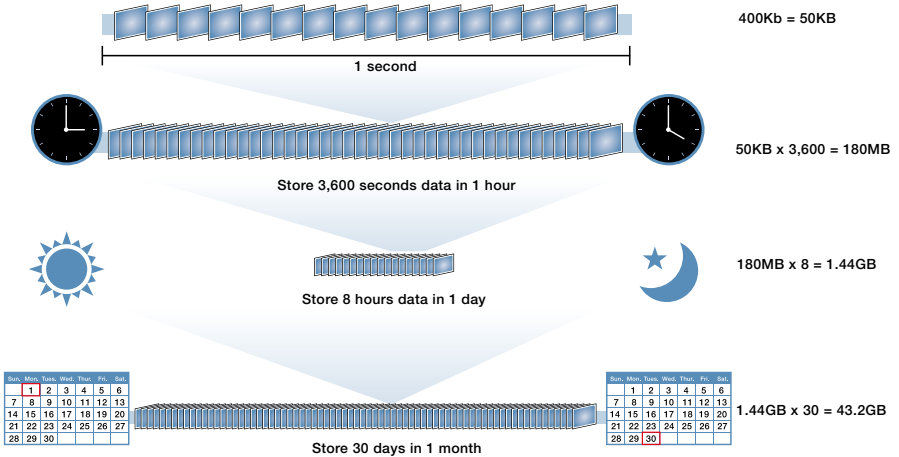 400Kb = 50KB
1 second
50KB x 3,600 = 180MB
Store 3,600 seconds data in 1 hour
180MB x 8 = 1.44GB
Store 8 hours data in 1 day
Sun. Mon. Tues. Wed. Thur. Fri. Sat.
1 2 3 4 5 6
7 8 9 10 11 12 13
14 15 16 17 18 19 20
21 22 23 24 25 26 27
28 29 30
Sun. Mon. Tues. Wed. Thur. Fri. Sat.
1 2 3 4 5 6
7 8 9 10 11 12 13
14 15 16 17 18 19 20
21 22 23 24 25 26 27
28 29 30
1.44GB x 30 = 43.2GB
Store 30 days in 1 month